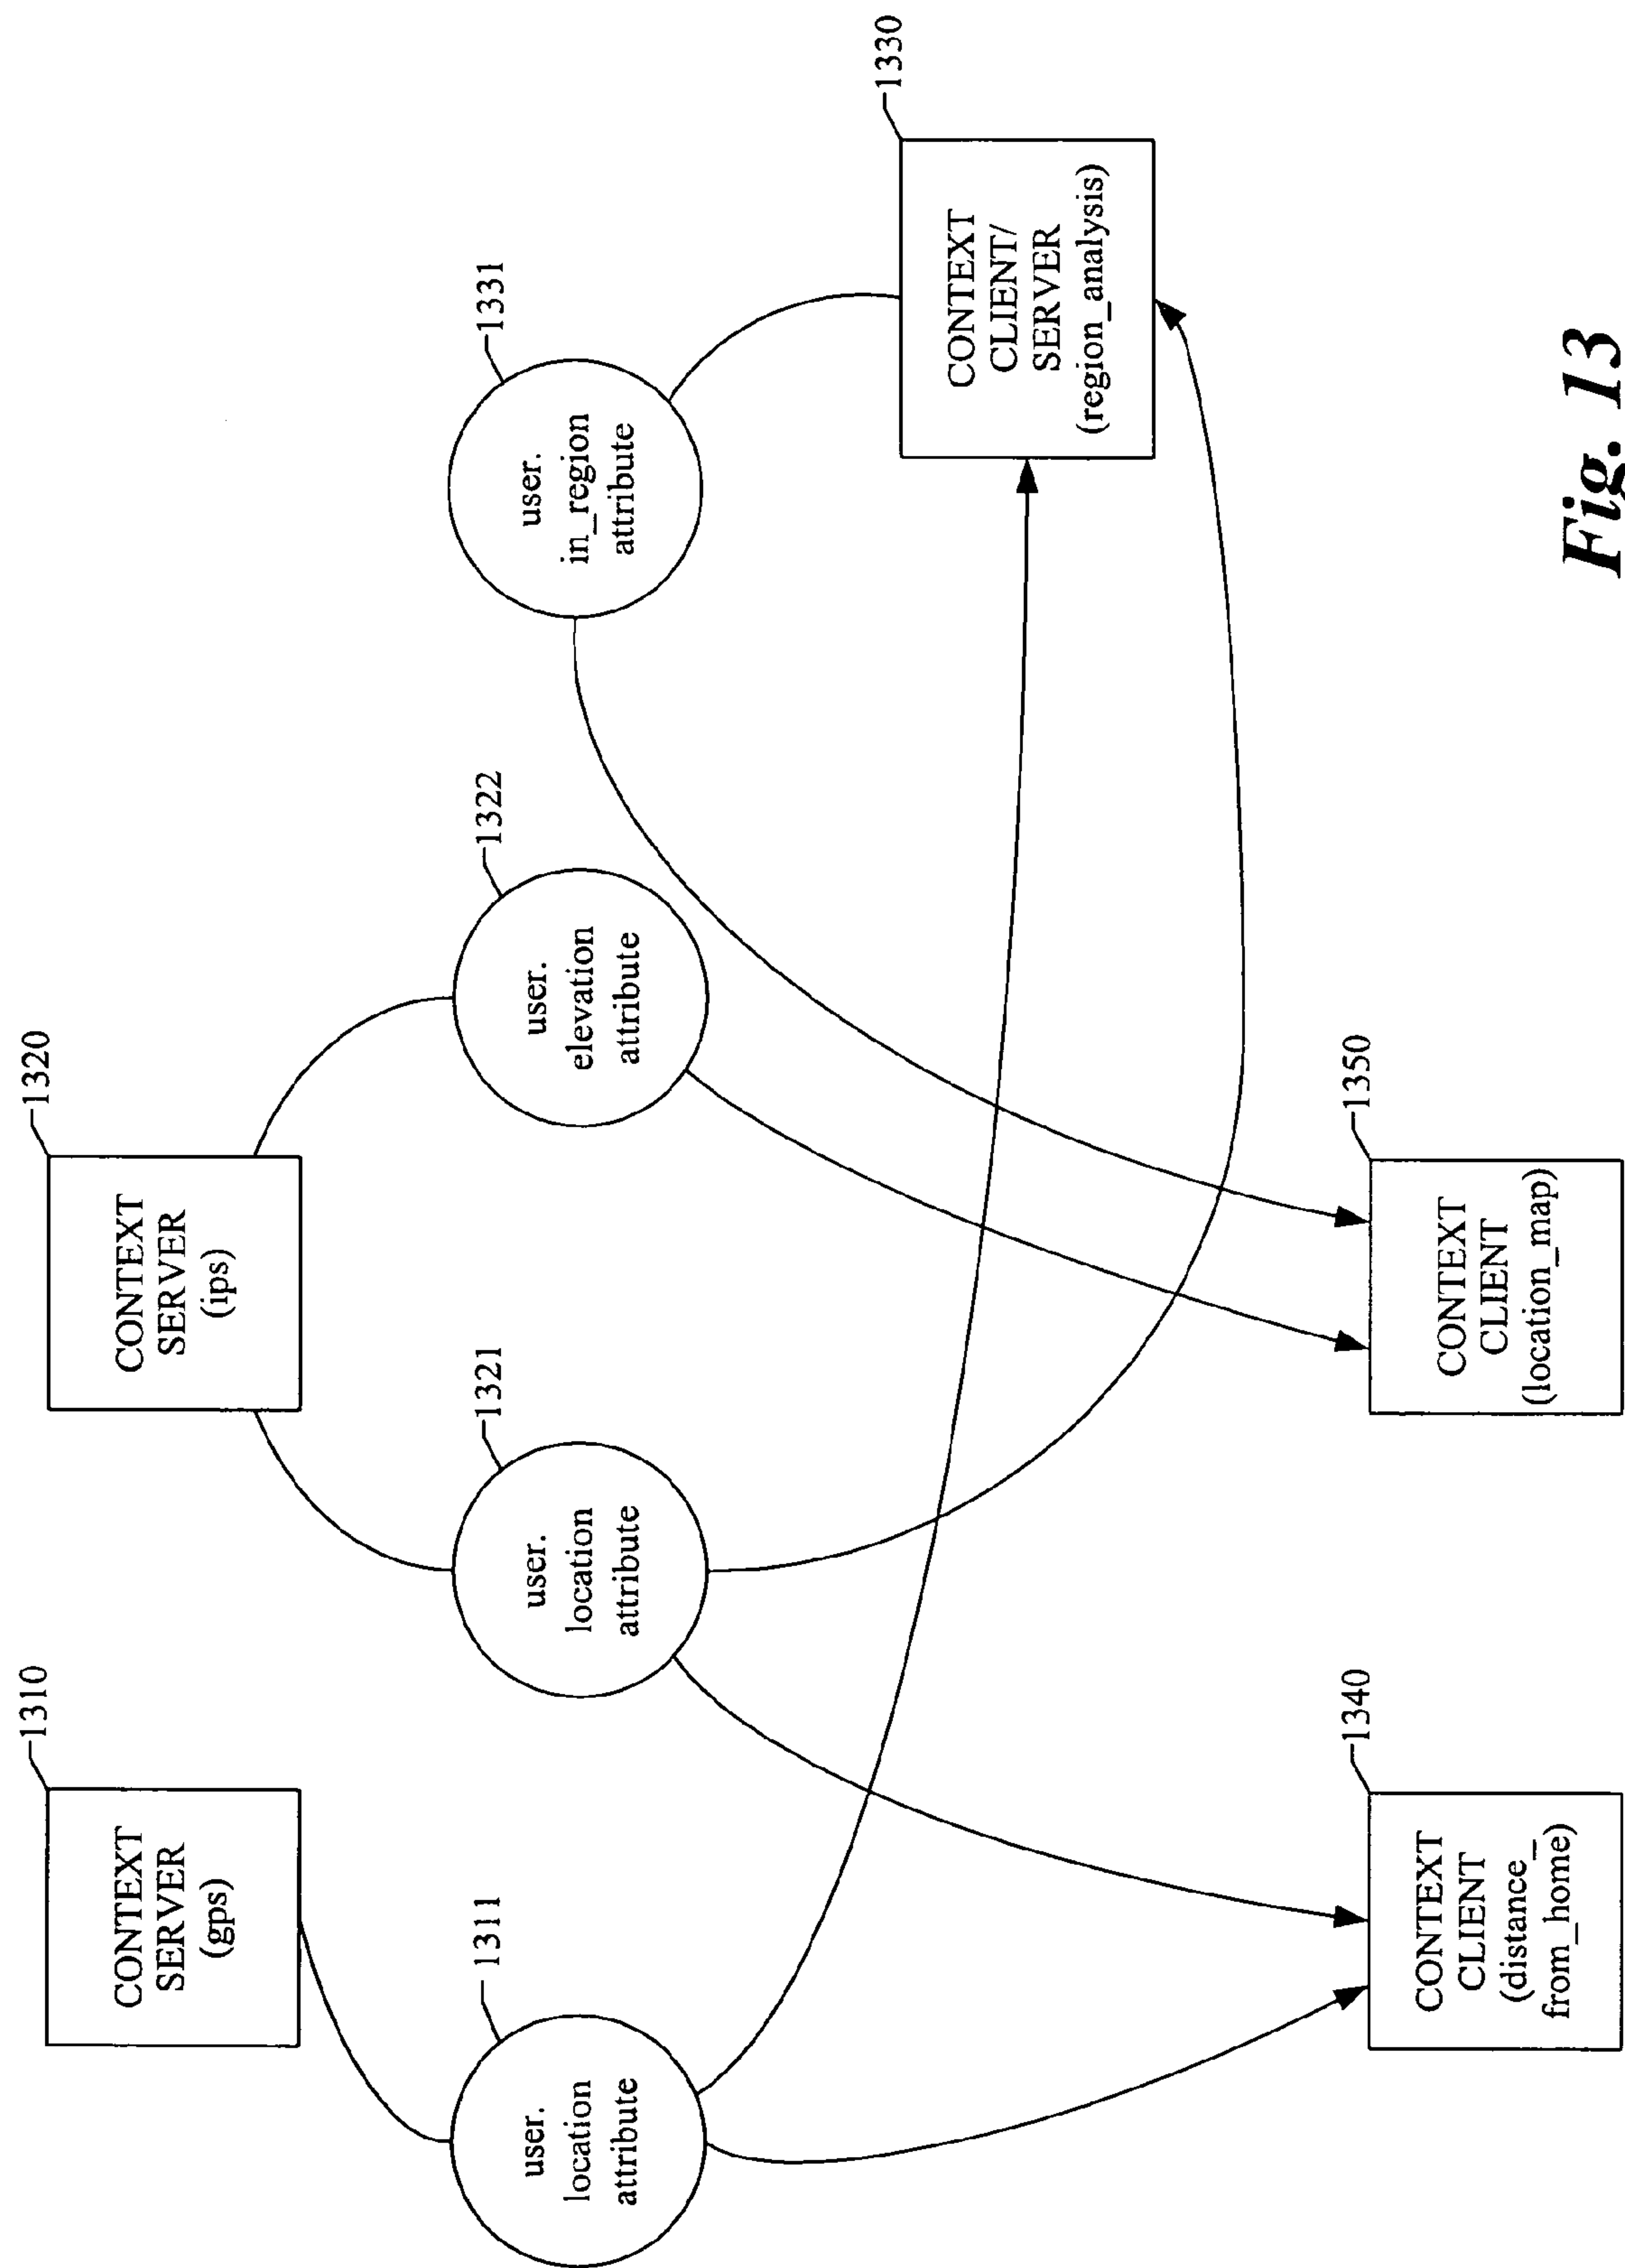 1310
CONTEXT
SERVER
(gps)
1320
CONTEXT
SERVER
(ips)
1311
user.
location
attribute
1321
user.
location
attribute
1322
user.
elevation
attribute
1331
user.
in_region
attribute
1330
CONTEXT
CLIENT/
SERVER
(region_analysis)
1340
CONTEXT
CLIENT
(distance_
from_home)
1350
CONTEXT
CLIENT
(location_map)
Fig. 13